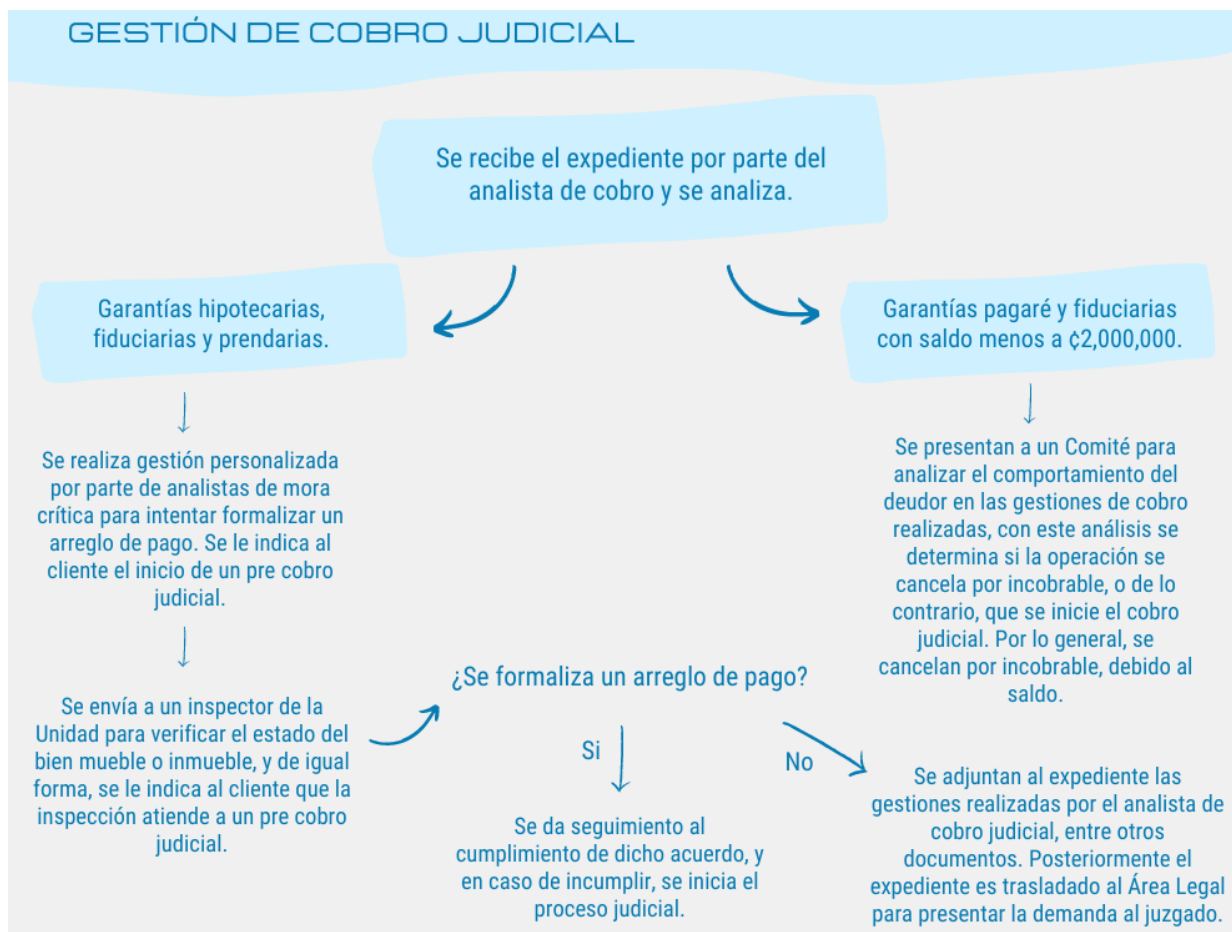 GESTIÓN DE COBRO JUDICIAL
Se recibe el expediente por parte del
analista de cobro y se analiza.
Garantías hipotecarias,
fiduciarias y prendarias.
Se realiza gestión personalizada
por parte de analistas de mora
crítica para intentar formalizar un
arreglo de pago. Se le indica al
cliente el inicio de un pre cobro
judicial.
Se envía a un inspector de la
Unidad para verificar el estado del
bien mueble o inmueble, y de igual
forma, se le indica al cliente que la
inspección atiende a un pre cobro
judicial.
¿Se formaliza un arreglo de pago?
Si
Se da seguimiento al
cumplimiento de dicho acuerdo, y
en caso de incumplir, se inicia el
proceso judicial.
No
Se adjuntan al expediente las
gestiones realizadas por el analista de
cobro judicial, entre otros
documentos. Posteriormente el
expediente es trasladado al Área Legal
para presentar la demanda al juzgado.
Garantías pagaré y fiduciarias
con saldo menos a ¢2,000,000.
Se presentan a un Comité para
analizar el comportamiento del
deudor en las gestiones de cobro
realizadas, con este análisis se
determina si la operación se
cancela por incobrable, o de lo
contrario, que se inicie el cobro
judicial. Por lo general, se
cancelan por incobrable, debido al
saldo.